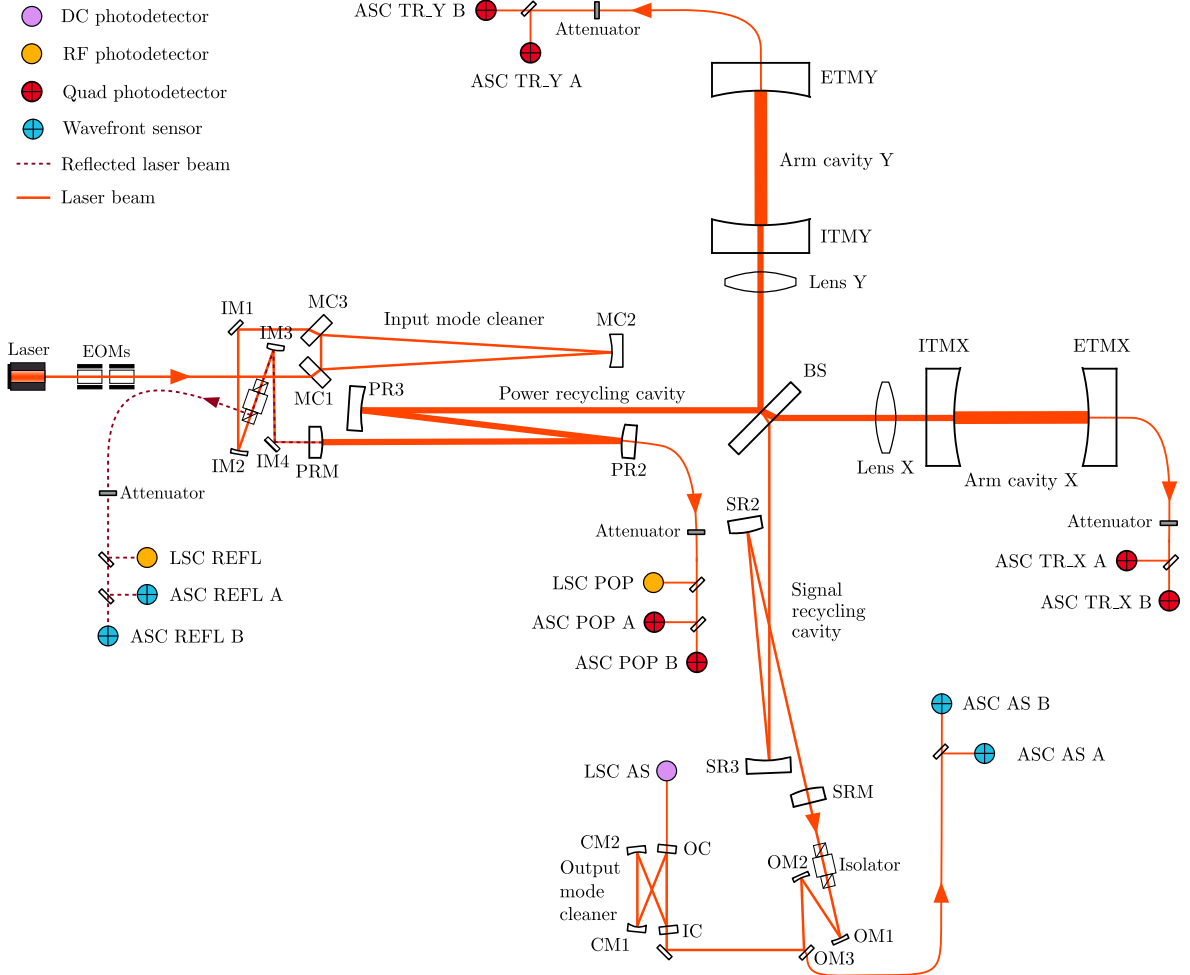 DC photodetector
RF photodetector
Quad photodetector
Wavefront sensor
Reflected laser beam
Laser beam
ASC TR_Y B
Attenuator
ASC TR_Y A
ETMY
Arm cavity Y
ITMY
Lens Y
IM1
MC3
IM3
Input mode cleaner
MC2
Laser
EOMs
MC1
PR3
Power recycling cavity
BS
ITMX
ETMX
IM2
IM4
PRM
PR2
Lens X
Arm cavity X
Attenuator
LSC REFL
ASC REFL A
ASC REFL B
SR2
Attenuator
LSC POP
ASC POP A
ASC POP B
Signal
recycling
cavity
Attenuator
ASC TR_X A
ASC TR_X B
ASC AS B
ASC AS A
SR3
LSC AS
SRM
CM2
OC
Output
mode
cleaner
OM2
Isolator
CM1
IC
OM1
OM3